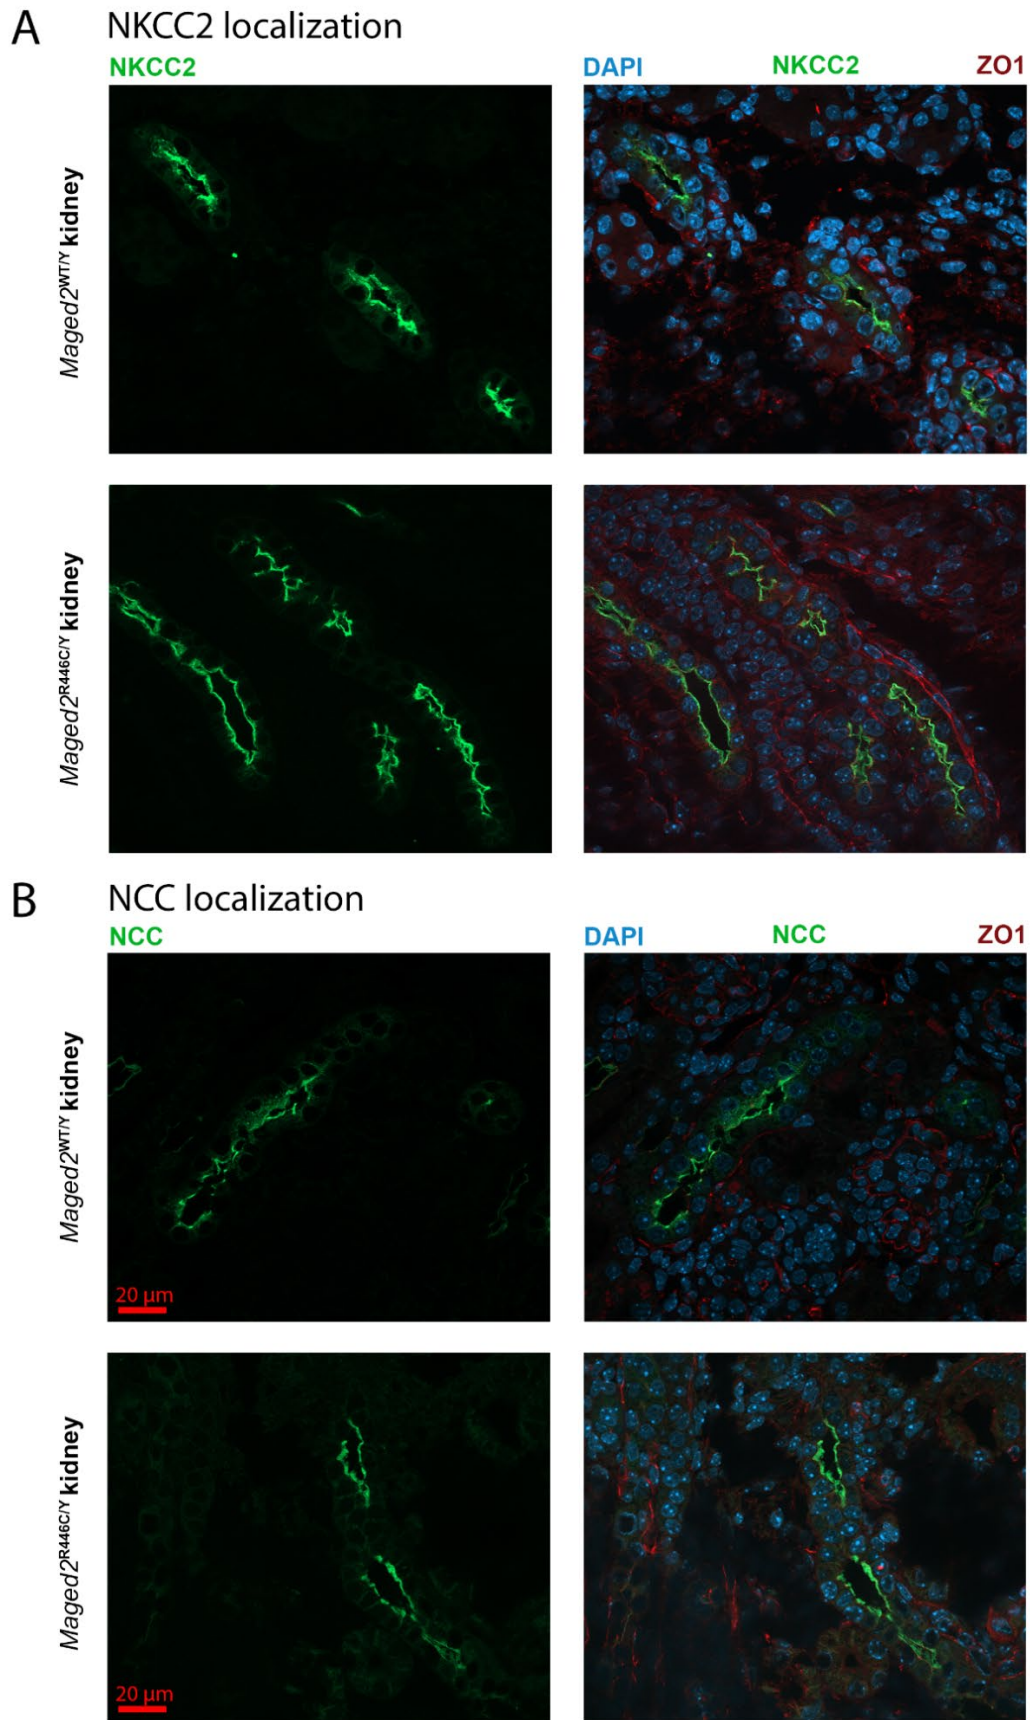 A NKCC2 localization
NKCC2 DAPI NKCC2 ZO1
Maged2WT/Y kidney
Maged2R446C/Y kidney
B NCC localization
NCC DAPI NCC ZO1
Maged2WT/Y kidney
20 µm
Maged2R446C/Y kidney
20 µm